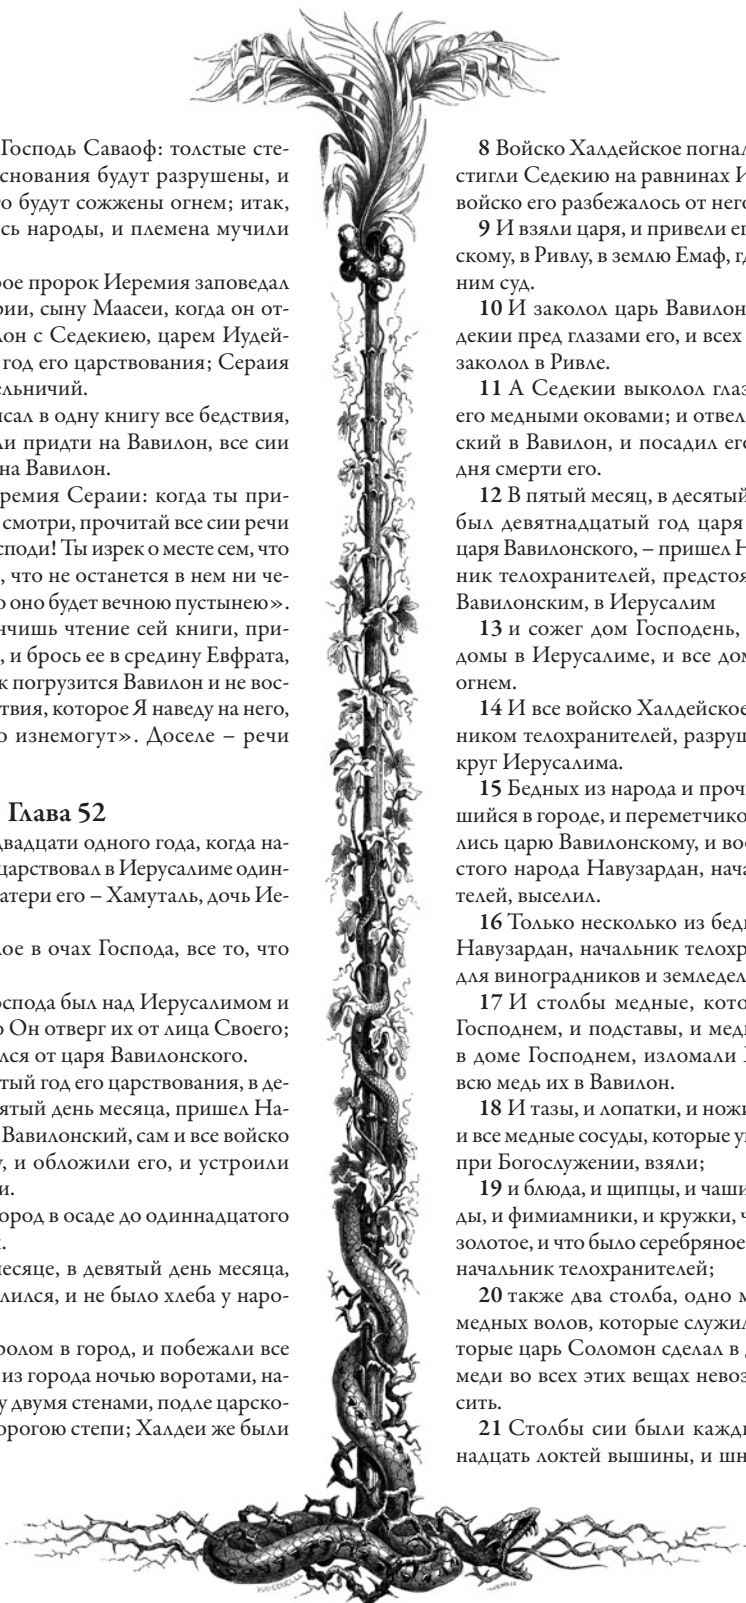 Господь Саваоф: толстые сте-
снования будут разрушены, и
о будут сожжены огнем; итак,
сь народы, и племена мучили
ое пророк Иеремия заповедал
рии, сыну Маасеи, когда он от-
лон с Седекиею, царем Иудей-
год его царствования; Сераия
ельничий.
исал в одну книгу все бедствия,
ли придти на Вавилон, все сии
на Вавилон.
еремия Сераии: когда ты при-
смотри, прочитай все сии речи
споди! Ты изрек о месте сем, что
, что не останется в нем ни че-
о оно будет вечною пустынею».
нчишь чтение сей книги, при-
, и брось ее в средину Евфрата,
к погрузится Вавилон и не вос-
ствия, которое Я наведу на него,
о изнемогут». Доселе – речи
Глава 52
двадцати одного года, когда на-
царствовал в Иерусалиме один-
атери его – Хамуталь, дочь Ие-
лое в очах Господа, все то, что
оспода был над Иерусалимом и
о Он отверг их от лица Своего;
лся от царя Вавилонского.
тый год его царствования, в де-
сятый день месяца, пришел На-
Вавилонский, сам и все войско
у, и обложили его, и устроили
и.
ород в осаде до одиннадцатого
месяце, в девятый день месяца,
лился, и не было хлеба у наро-
ролом в город, и побежали все
из города ночью воротами, на-
у двумя стенами, подле царско-
орогою степи; Халдеи же были
8 Войско Халдейское погнал
стигли Седекию на равнинах И
войско его разбежалось от него
9 И взяли царя, и привели ег
скому, в Ривлу, в землю Емаф, гд
ним суд.
10 И заколол царь Вавилон
декии пред глазами его, и всех
заколол в Ривле.
11 А Седекии выколол глаз
его медными оковами; и отвел
ский в Вавилон, и посадил ег
дня смерти его.
12 В пятый месяц, в десятый
был девятнадцатый год царя
царя Вавилонского, – пришел Н
ник телохранителей, предстоя
Вавилонским, в Иерусалим
13 и сожег дом Господень,
домы в Иерусалиме, и все дом
огнем.
14 И все войско Халдейское
ником телохранителей, разруш
круг Иерусалима.
15 Бедных из народа и проч
шийся в городе, и переметчико
лись царю Вавилонскому, и воо
стого народа Навузардан, нача
телей, выселил.
16 Только несколько из бедн
Навузардан, начальник телохр
для виноградников и земледел
17 И столбы медные, кото
Господнем, и подставы, и медн
в доме Господнем, изломали
всю медь их в Вавилон.
18 И тазы, и лопатки, и ножи
и все медные сосуды, которые у
при Богослужении, взяли;
19 и блюда, и щипцы, и чаши
ды, и фимиамники, и кружки, ч
золотое, и что было серебряное
начальник телохранителей;
20 также два столба, одно м
медных волов, которые служил
торые царь Соломон сделал в д
меди во всех этих вещах невоз
сить.
21 Столбы сии были кажды
надцать локтей вышины, и шн